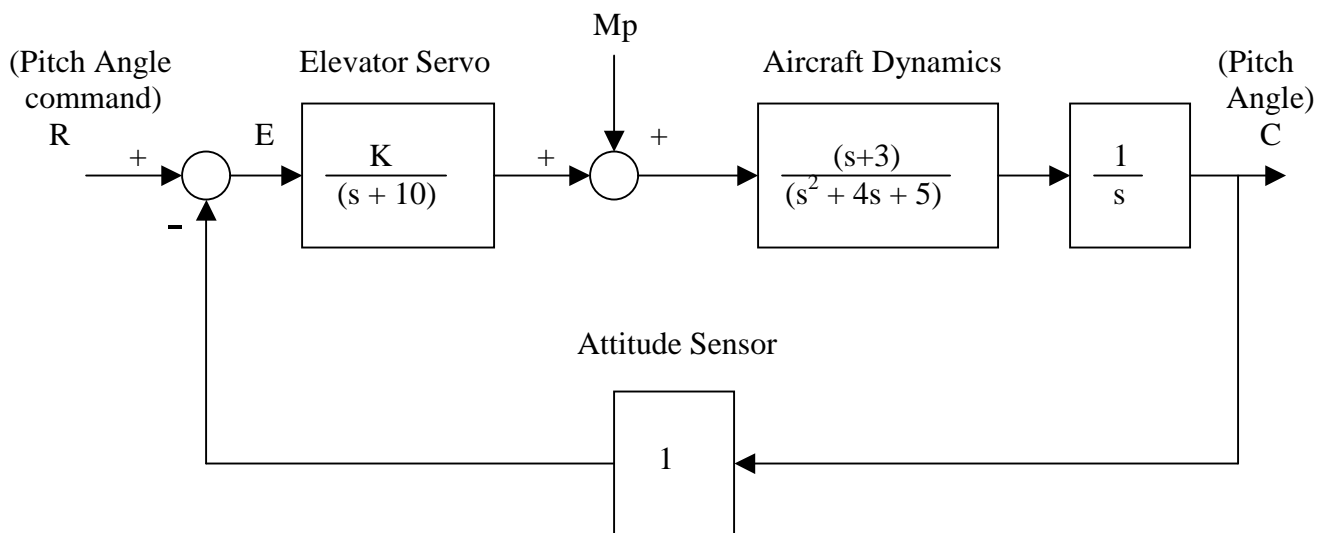 Mp
(Pitch Angle
command)
R
Elevator Servo
Aircraft Dynamics
(Pitch
Angle)
C
+
E
K
(s + 10)
+
+
(s+3)
(s² + 4s + 5)
1
s
-
Attitude Sensor
1